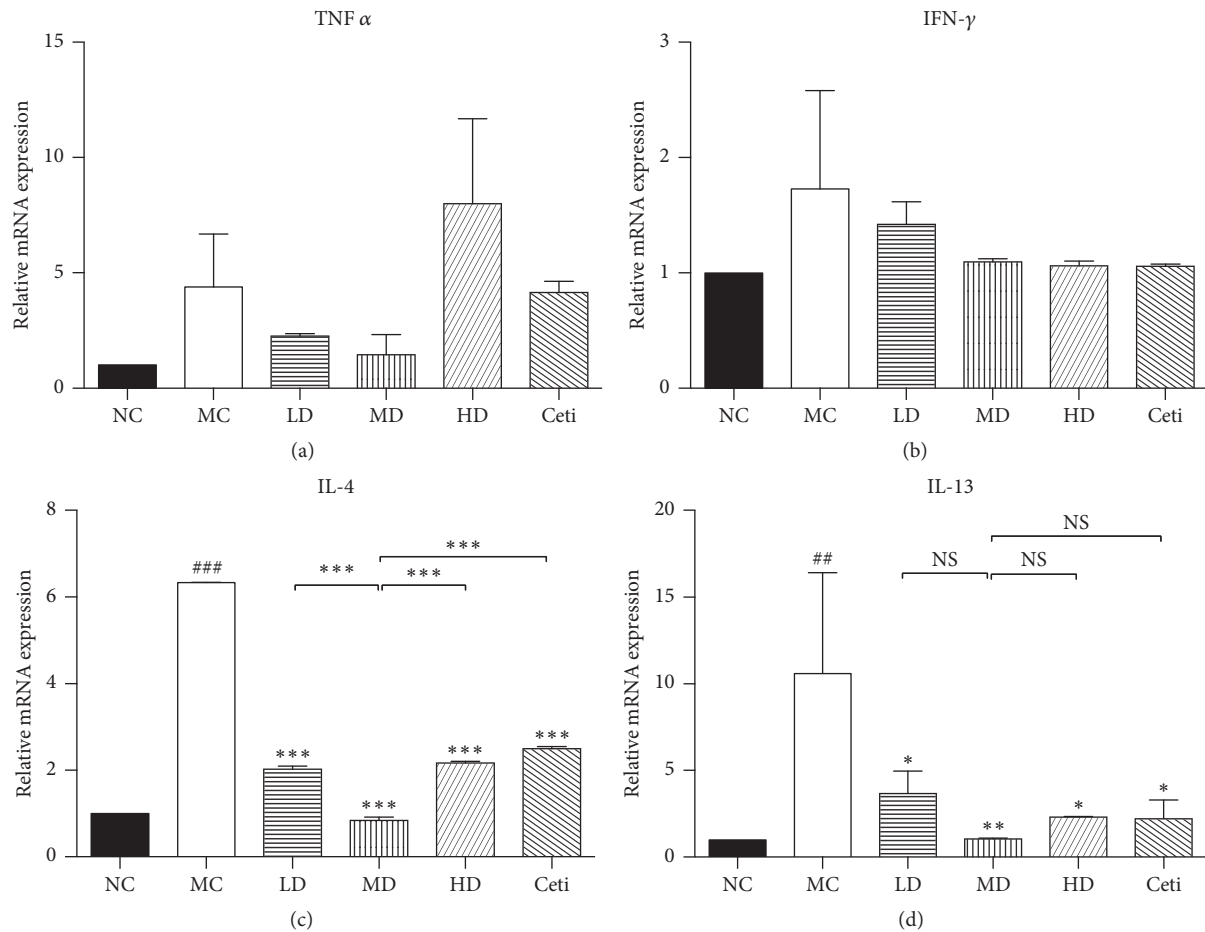 TNF α
Relative mRNA expression
15
10
5
0
NC MC LD MD HD Ceti
(a)
IFN-γ
Relative mRNA expression
3
2
1
0
NC MC LD MD HD Ceti
(b)
IL-4
Relative mRNA expression
8
6
4
2
0
###
***
***
***
***
***
***
***
NC MC LD MD HD Ceti
(c)
IL-13
Relative mRNA expression
20
15
10
5
0
NS
NS
NS
##
*
**
*
*
NC MC LD MD HD Ceti
(d)